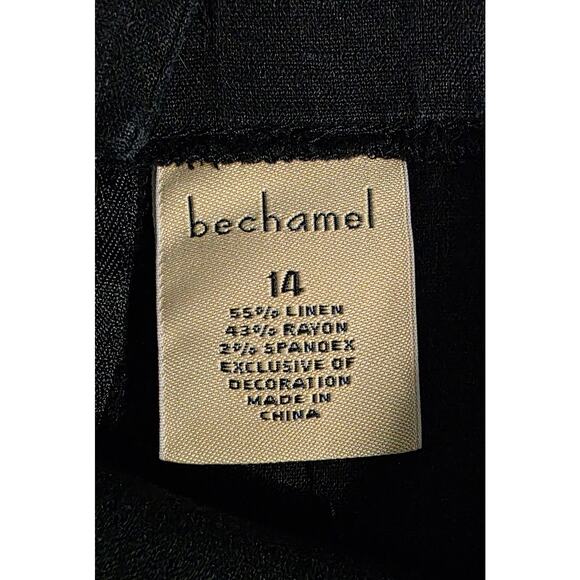 bechamel
14
55% LINEN
43% RAYON
2% SPANDEX
EXCLUSIVE OF
DECORATION
MADE IN
CHINA